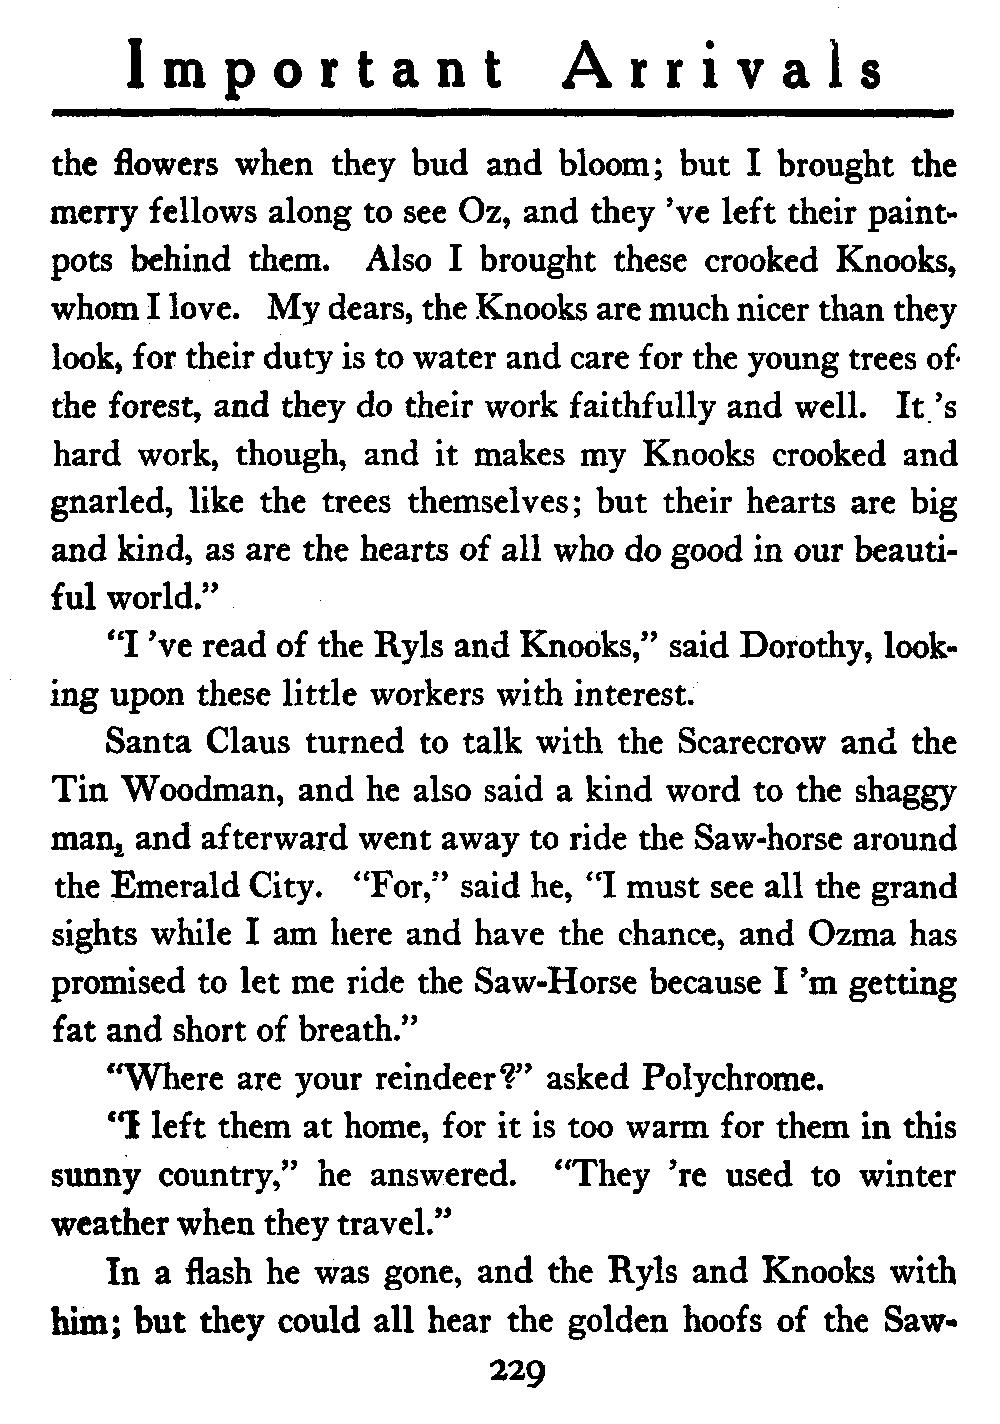 Important Arrivals
the flowers when they bud and bloom; but I brought the
merry fellows along to see Oz, and they 've left their paint-
pots behind them. Also I brought these crooked Knooks,
whom I love. My dears, the Knooks are much nicer than they
look, for their duty is to water and care for the young trees of
the forest, and they do their work faithfully and well. It 's
hard work, though, and it makes my Knooks crooked and
gnarled, like the trees themselves; but their hearts are big
and kind, as are the hearts of all who do good in our beauti-
ful world."
"I 've read of the Ryls and Knooks," said Dorothy, look-
ing upon these little workers with interest.
Santa Claus turned to talk with the Scarecrow and the
Tin Woodman, and he also said a kind word to the shaggy
man, and afterward went away to ride the Saw-horse around
the Emerald City. "For," said he, "I must see all the grand
sights while I am here and have the chance, and Ozma has
promised to let me ride the Saw-Horse because I 'm getting
fat and short of breath."
"Where are your reindeer?" asked Polychrome.
"I left them at home, for it is too warm for them in this
sunny country," he answered. "They 're used to winter
weather when they travel."
In a flash he was gone, and the Ryls and Knooks with
him; but they could all hear the golden hoofs of the Saw-
229